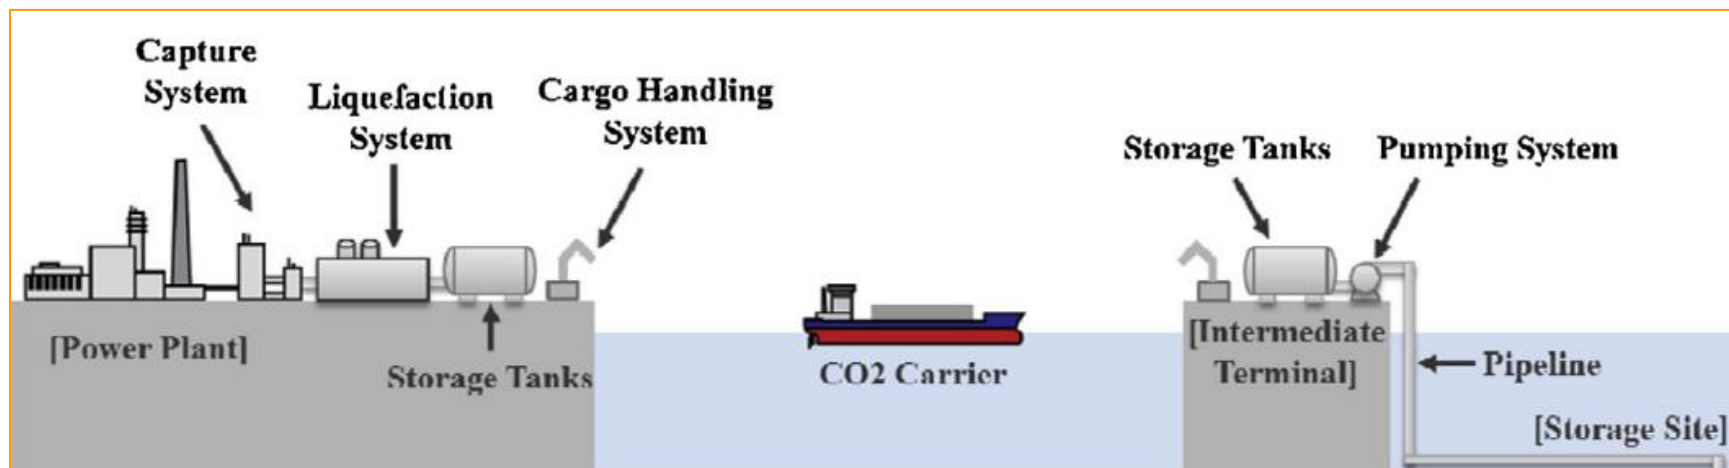 Capture
System
Liquefaction
System
Cargo Handling
System
Storage Tanks
Pumping System
[Power Plant]
Storage Tanks
CO2 Carrier
[Intermediate
Terminal]
Pipeline
[Storage Site]